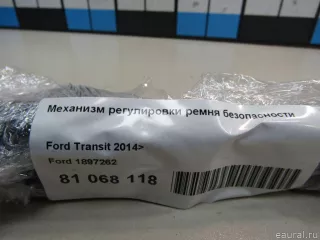 Механизм регулировки ремня безопасности
Ford Transit 2014>
Ford 1897262
81 068 118
© eaural.ru